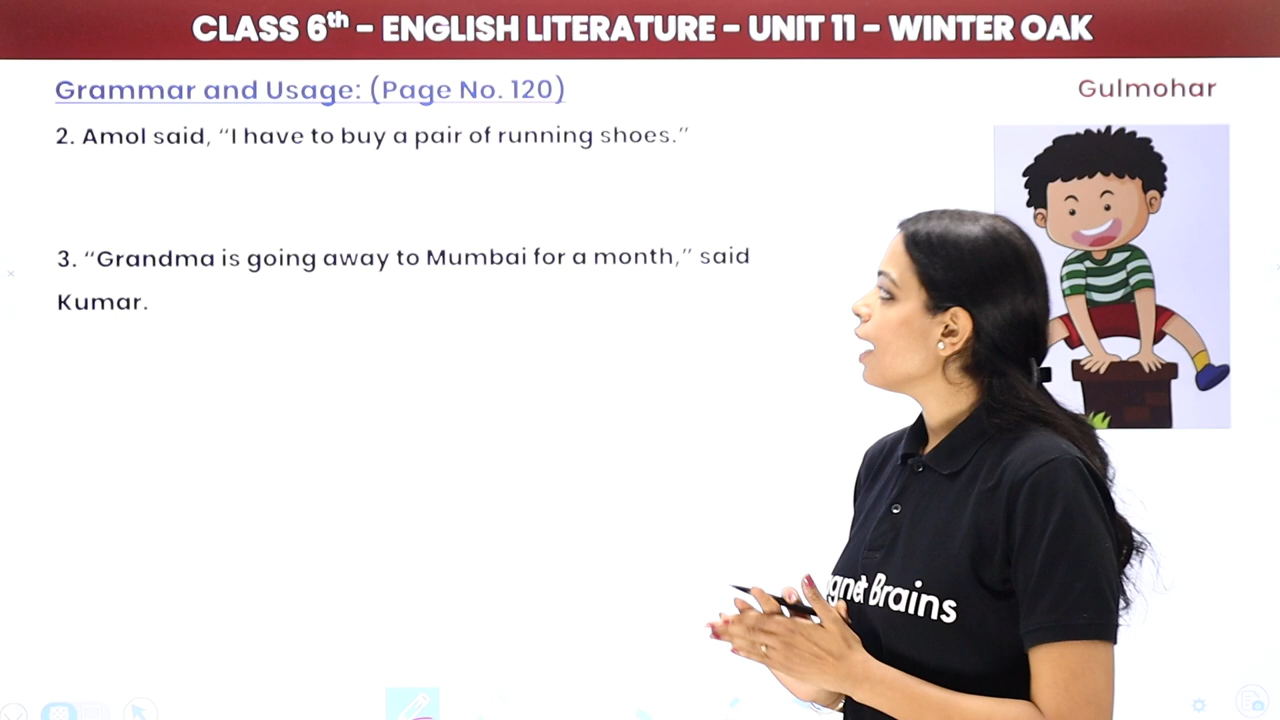 CLASS 6th - ENGLISH LITERATURE - UNIT 11 - WINTER OAK
Grammar and Usage: (Page No. 120)
Gulmohar
2. Amol said, “I have to buy a pair of running shoes.”
3. “Grandma is going away to Mumbai for a month,” said
Kumar.
Brains